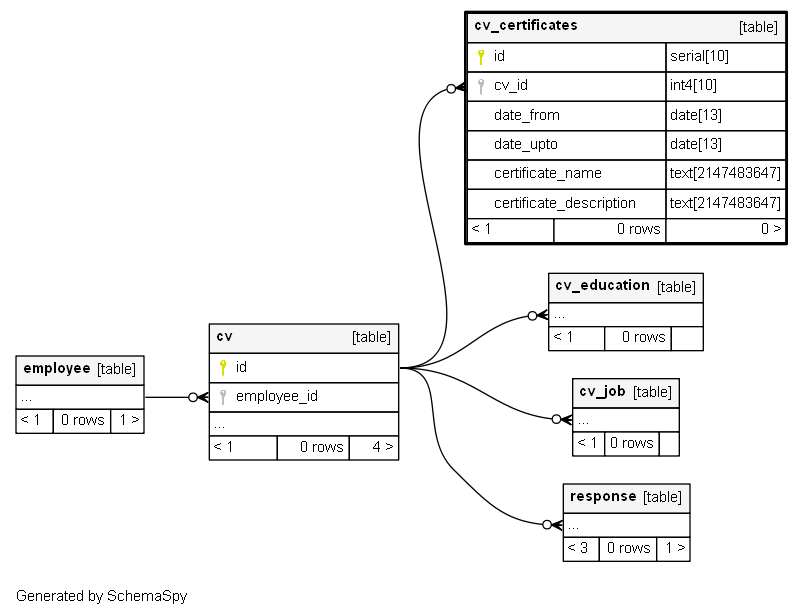 cv_certificates [table]
id serial[10]
cv_id int4[10]
date_from date[13]
date_upto date[13]
certificate_name text[2147483647]
certificate_description text[2147483647]
< 1 0 rows 0 >
cv_education [table]
...
< 1 0 rows
cv [table]
id
employee_id
...
< 1 0 rows 4 >
employee [table]
...
< 1 0 rows 1 >
cv_job [table]
...
< 1 0 rows
response [table]
...
< 3 0 rows 1 >
Generated by SchemaSpy